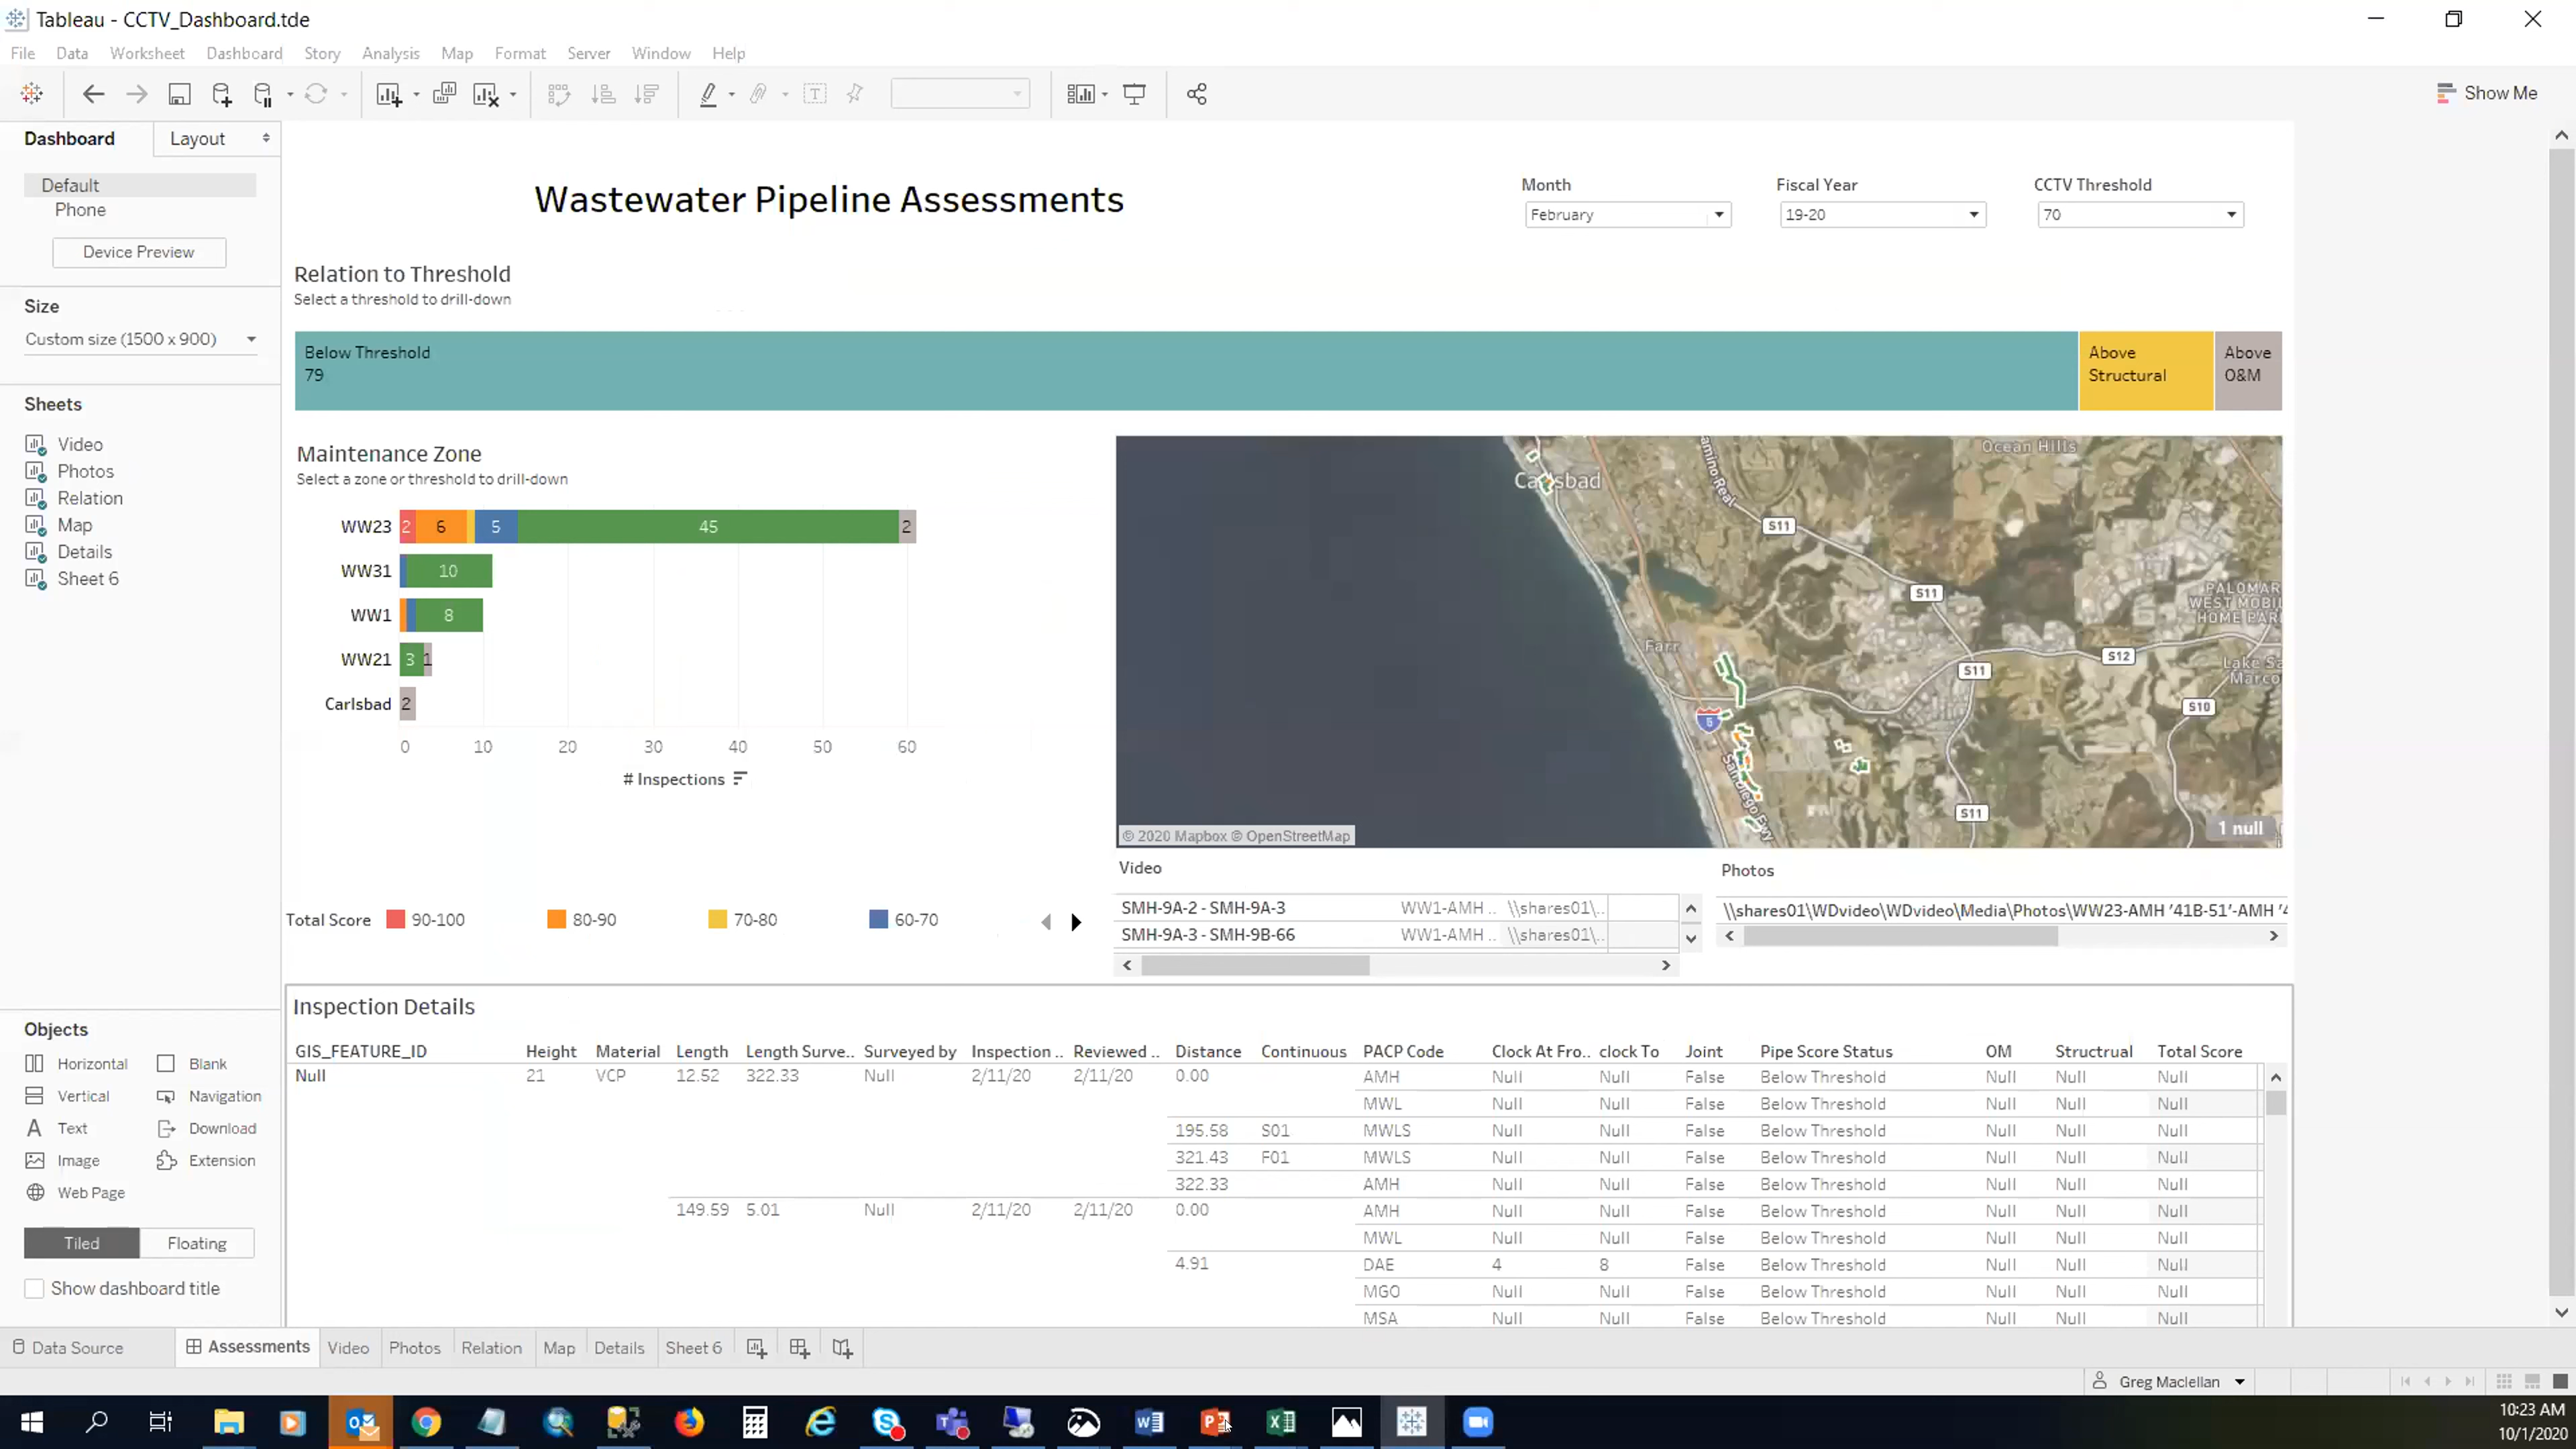 Tableau - CCTV_Dashboard.tde
File Data Worksheet Dashboard Story Analysis Map Format Server Window Help
Show Me
Dashboard Layout
Default
Phone
Device Preview
Size
Custom size (1500 x 900)
Sheets
Video
Photos
Relation
Map
Details
Sheet 6
Objects
Horizontal Blank
Vertical Navigation
Text Download
Image Extension
Web Page
Tiled Floating
Show dashboard title
Wastewater Pipeline Assessments
Month Fiscal Year CCTV Threshold
February 19-20 70
Relation to Threshold
Select a threshold to drill-down
Below Threshold
79
Above
Structural
Above
O&M
Maintenance Zone
Select a zone or threshold to drill-down
WW23 2 6 5 45 2
WW31 10
WW1 8
WW21 3 1
Carlsbad 2
0 10 20 30 40 50 60
# Inspections
Total Score 90-100 80-90 70-80 60-70
Ocean Hills
Carlsbad
S11
S11
PALOMAR
WEST MOBIL
HOME PAR
Farr
S12
S11
Lake Sa
Marco
S10
5
S11
San Diego Fwy
1 null
© 2020 Mapbox © OpenStreetMap
Video
SMH-9A-2 - SMH-9A-3 WW1-AMH .. \\shares01\..
SMH-9A-3 - SMH-9B-66 WW1-AMH .. \\shares01\..
Photos
\\shares01\WDvideo\WDvideo\Media\Photos\WW23-AMH '41B-51'-AMH '4
Inspection Details
GIS_FEATURE_ID Height Material Length Length Surve.. Surveyed by Inspection .. Reviewed .. Distance Continuous PACP Code Clock At Fro.. clock To Joint Pipe Score Status OM Structrual Total Score
Null 21 VCP 12.52 322.33 Null 2/11/20 2/11/20 0.00 AMH Null Null False Below Threshold Null Null Null
MWL Null Null False Below Threshold Null Null Null
195.58 S01 MWLS Null Null False Below Threshold Null Null Null
321.43 F01 MWLS Null Null False Below Threshold Null Null Null
322.33 AMH Null Null False Below Threshold Null Null Null
149.59 5.01 Null 2/11/20 2/11/20 0.00 AMH Null Null False Below Threshold Null Null Null
MWL Null Null False Below Threshold Null Null Null
4.91 DAE 4 8 False Below Threshold Null Null Null
MGO Null Null False Below Threshold Null Null Null
MSA Null Null False Below Threshold Null Null Null
Data Source Assessments Video Photos Relation Map Details Sheet 6
Greg Maclellan
10:23 AM
10/1/2020